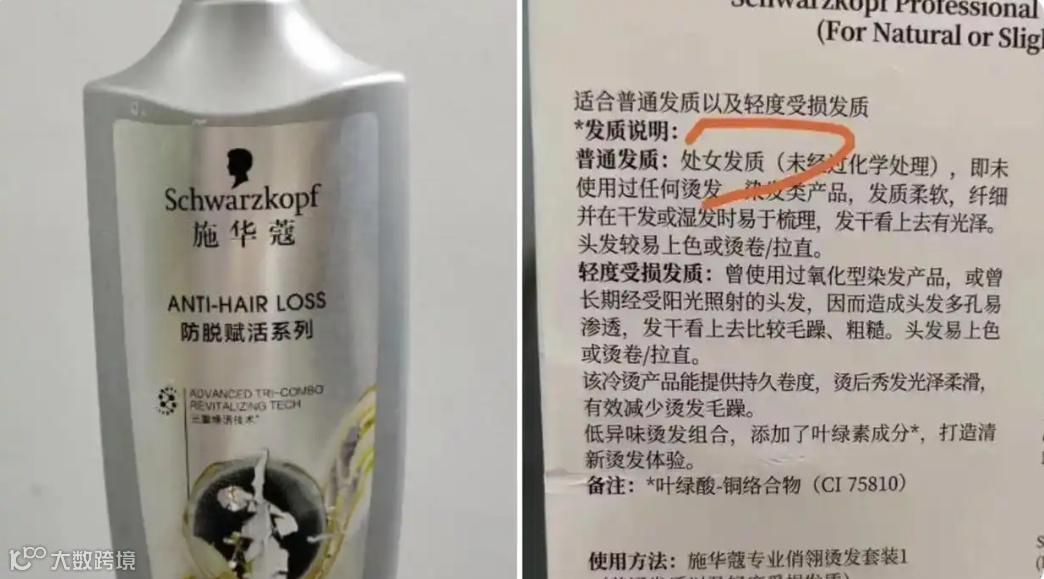 Schwarzkopf
施华蔻
ANTI-HAIR LOSS
防脱赋活系列
ADVANCED TRI-COMBO
REVITALIZING TECH
三重焕活技术*
大数跨境
Schwarzkopf Professional
(For Natural or Sligh
适合普通发质以及轻度受损发质
*发质说明：
普通发质：处女发质（未经过化学处理），即未
使用过任何烫发、染发类产品，发质柔软，纤细
并在干发或湿发时易于梳理，发干看上去有光泽。
头发较易上色或烫卷/拉直。
轻度受损发质：曾使用过氧化型染发产品，或曾
长期经受阳光照射的头发，因而造成头发多孔易
渗透，发干看上去比较毛躁、粗糙。头发易上色
或烫卷/拉直。
该冷烫产品能提供持久卷度，烫后秀发光泽柔滑，
有效减少烫发毛躁。
低异味烫发组合，添加了叶绿素成分*，打造清
新烫发体验。
备注：*叶绿酸-铜络合物（CI 75810）
使用方法：施华蔻专业俏翎烫发套装1